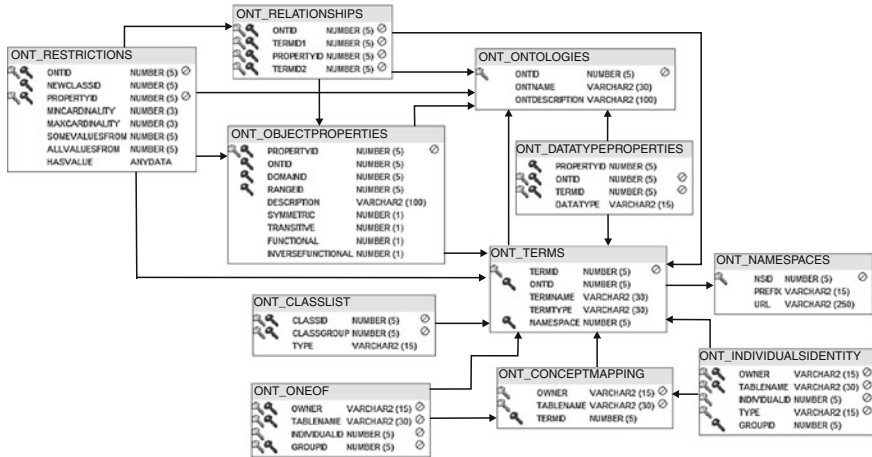 ONT_RELATIONSHIPS
ONTID NUMBER (5)
TERMID1 NUMBER (5)
PROPERTYID NUMBER (5)
TERMID2 NUMBER (5)
ONT_RESTRICTIONS
ONTID NUMBER (5)
NEWCLASSID NUMBER (5)
PROPERTYID NUMBER (5)
MINCARDINALITY NUMBER (3)
MAXCARDINALITY NUMBER (3)
SOMEVALUESFROM NUMBER (5)
ALLVALUESFROM NUMBER (5)
HASVALUE ANYDATA
ONT_ONTOLOGIES
ONTID NUMBER (5)
ONTNAME VARCHAR2 (30)
ONTDESCRIPTION VARCHAR2 (100)
ONT_OBJECTPROPERTIES
PROPERTYID NUMBER (5)
ONTID NUMBER (5)
DOMAINID NUMBER (5)
RANGEID NUMBER (5)
DESCRIPTION VARCHAR2 (100)
SYMMETRIC NUMBER (1)
TRANSITIVE NUMBER (1)
FUNCTIONAL NUMBER (1)
INVERSEFUNCTIONAL NUMBER (1)
ONT_DATATYPEPROPERTIES
PROPERTYID NUMBER (5)
ONTID NUMBER (5)
TERMID NUMBER (5)
DATATYPE VARCHAR2 (15)
ONT_TERMS
TERMID NUMBER (5)
ONTID NUMBER (5)
TERMNAME VARCHAR2 (30)
TERMTYPE VARCHAR2 (30)
NAMESPACE NUMBER (5)
ONT_NAMESPACES
NSID NUMBER (5)
PREFIX VARCHAR2 (15)
URL VARCHAR2 (250)
ONT_CLASSLIST
CLASSID NUMBER (5)
CLASSGROUP NUMBER (5)
TYPE VARCHAR2 (15)
ONT_ONEOF
OWNER VARCHAR2 (15)
TABLENAME VARCHAR2 (30)
INDIVIDUALID NUMBER (5)
GROUPID NUMBER (5)
ONT_CONCEPTMAPPING
OWNER VARCHAR2 (15)
TABLENAME VARCHAR2 (30)
TERMID NUMBER (5)
ONT_INDIVIDUALSIDENTITY
OWNER VARCHAR2 (15)
TABLENAME VARCHAR2 (30)
INDIVIDUALID NUMBER (5)
TYPE VARCHAR2 (15)
GROUPID NUMBER (5)